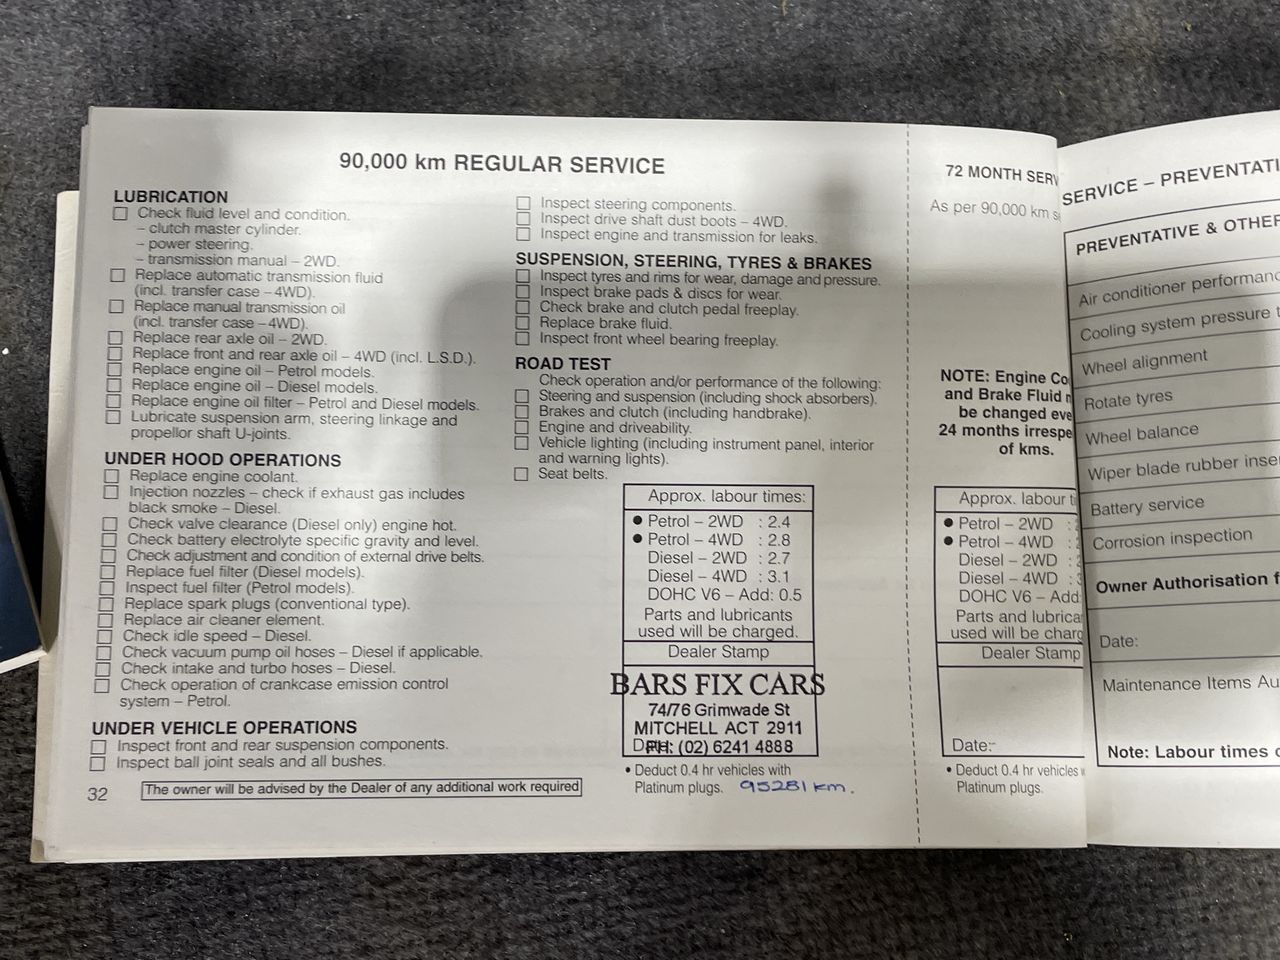 90,000 km REGULAR SERVICE
LUBRICATION
Check fluid level and condition.
– clutch master cylinder.
– power steering.
– transmission manual – 2WD.
Replace automatic transmission fluid
(incl. transfer case – 4WD).
Replace manual transmission oil
(incl. transfer case – 4WD).
Replace rear axle oil – 2WD.
Replace front and rear axle oil – 4WD (incl. L.S.D.).
Replace engine oil – Petrol models.
Replace engine oil – Diesel models.
Replace engine oil filter – Petrol and Diesel models.
Lubricate suspension arm, steering linkage and
propellor shaft U-joints.
UNDER HOOD OPERATIONS
Replace engine coolant.
Injection nozzles – check if exhaust gas includes
black smoke – Diesel.
Check valve clearance (Diesel only) engine hot.
Check battery electrolyte specific gravity and level.
Check adjustment and condition of external drive belts.
Replace fuel filter (Diesel models).
Inspect fuel filter (Petrol models).
Replace spark plugs (conventional type).
Replace air cleaner element.
Check idle speed – Diesel.
Check vacuum pump oil hoses – Diesel if applicable.
Check intake and turbo hoses – Diesel.
Check operation of crankcase emission control
system – Petrol.
UNDER VEHICLE OPERATIONS
Inspect front and rear suspension components.
Inspect ball joint seals and all bushes.
32
The owner will be advised by the Dealer of any additional work required
Inspect steering components.
Inspect drive shaft dust boots – 4WD.
Inspect engine and transmission for leaks.
SUSPENSION, STEERING, TYRES & BRAKES
Inspect tyres and rims for wear, damage and pressure.
Inspect brake pads & discs for wear.
Check brake and clutch pedal freeplay.
Replace brake fluid.
Inspect front wheel bearing freeplay.
ROAD TEST
Check operation and/or performance of the following:
Steering and suspension (including shock absorbers).
Brakes and clutch (including handbrake).
Engine and driveability.
Vehicle lighting (including instrument panel, interior
and warning lights).
Seat belts.
Approx. labour times:
● Petrol – 2WD : 2.4
● Petrol – 4WD : 2.8
Diesel – 2WD : 2.7
Diesel – 4WD : 3.1
DOHC V6 – Add: 0.5
Parts and lubricants
used will be charged.
Dealer Stamp
BARS FIX CARS
74/76 Grimwade St
MITCHELL ACT 2911
PH: (02) 6241 4888
• Deduct 0.4 hr vehicles with
Platinum plugs. 95281 km.
72 MONTH SERV
As per 90,000 km s
NOTE: Engine Co
and Brake Fluid
be changed eve
24 months irrespe
of kms.
Approx. labour ti
● Petrol – 2WD :
● Petrol – 4WD :
Diesel – 2WD :
Diesel – 4WD :
DOHC V6 – Add
Parts and lubrica
used will be charg
Dealer Stamp
Date:
• Deduct 0.4 hr vehicles
Platinum plugs.
SERVICE – PREVENTATI
PREVENTATIVE & OTHER
Air conditioner performanc
Cooling system pressure t
Wheel alignment
Rotate tyres
Wheel balance
Wiper blade rubber inse
Battery service
Corrosion inspection
Owner Authorisation f
Date:
Maintenance Items Au
Note: Labour times